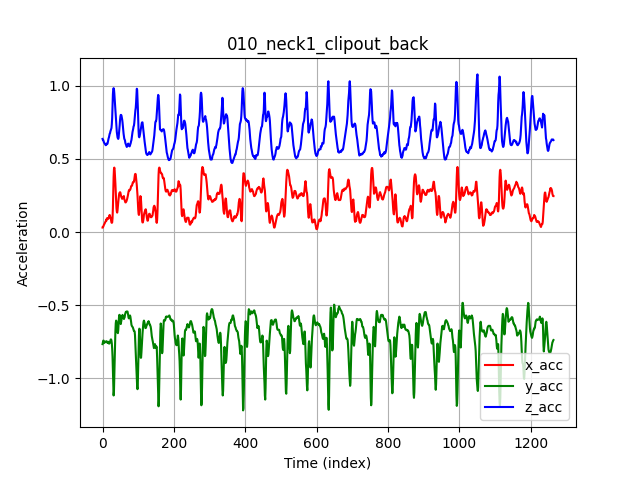 010_neck1_clipout_back
1.0
0.5
0.0
−0.5
−1.0
Acceleration
x_acc
y_acc
z_acc
0 200 400 600 800 1000 1200
Time (index)